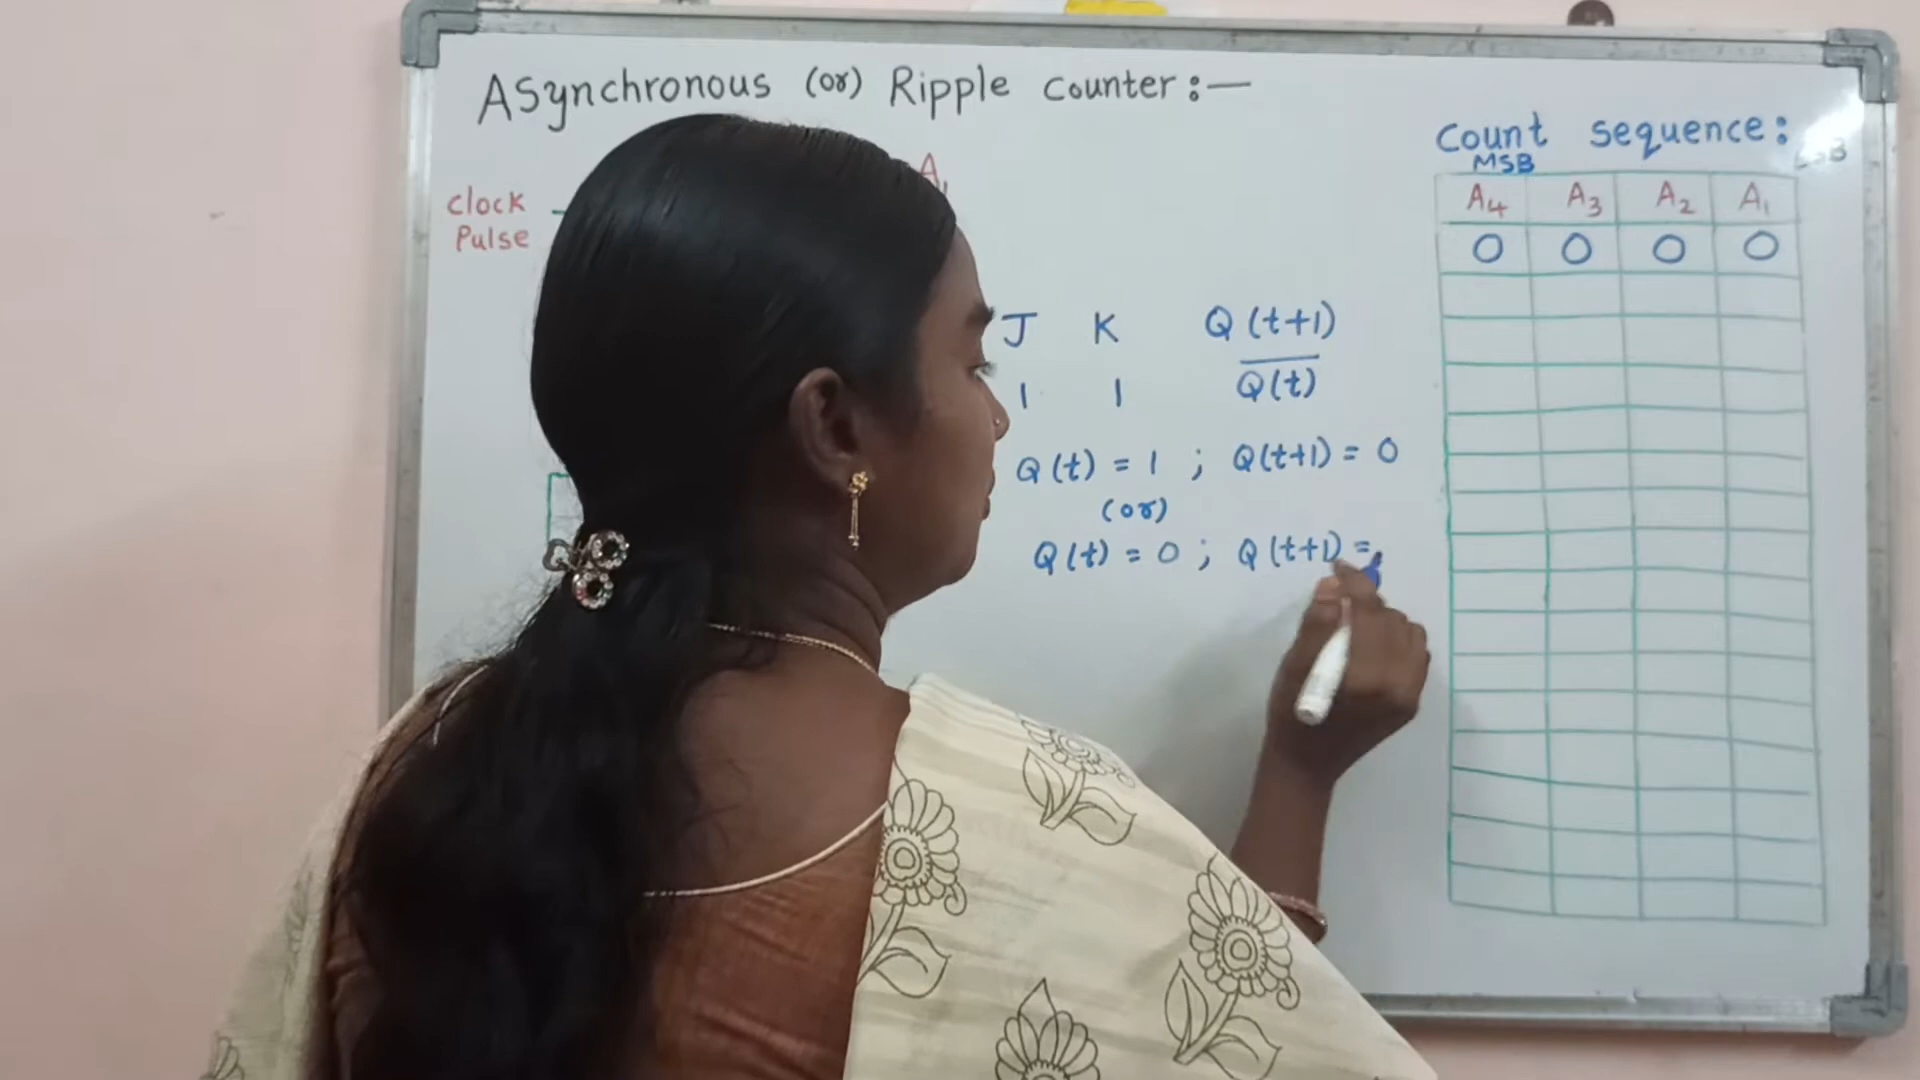 Asynchronous (or) Ripple Counter :—
Count Sequence :
MSB
A4 A3 A2 A1
0 0 0 0
A1
Clock
Pulse
J K Q(t+1)
1 1 Q̅(̅t̅)̅
Q(t) = 1 ; Q(t+1) = 0
(or)
Q(t) = 0 ; Q(t+1) =